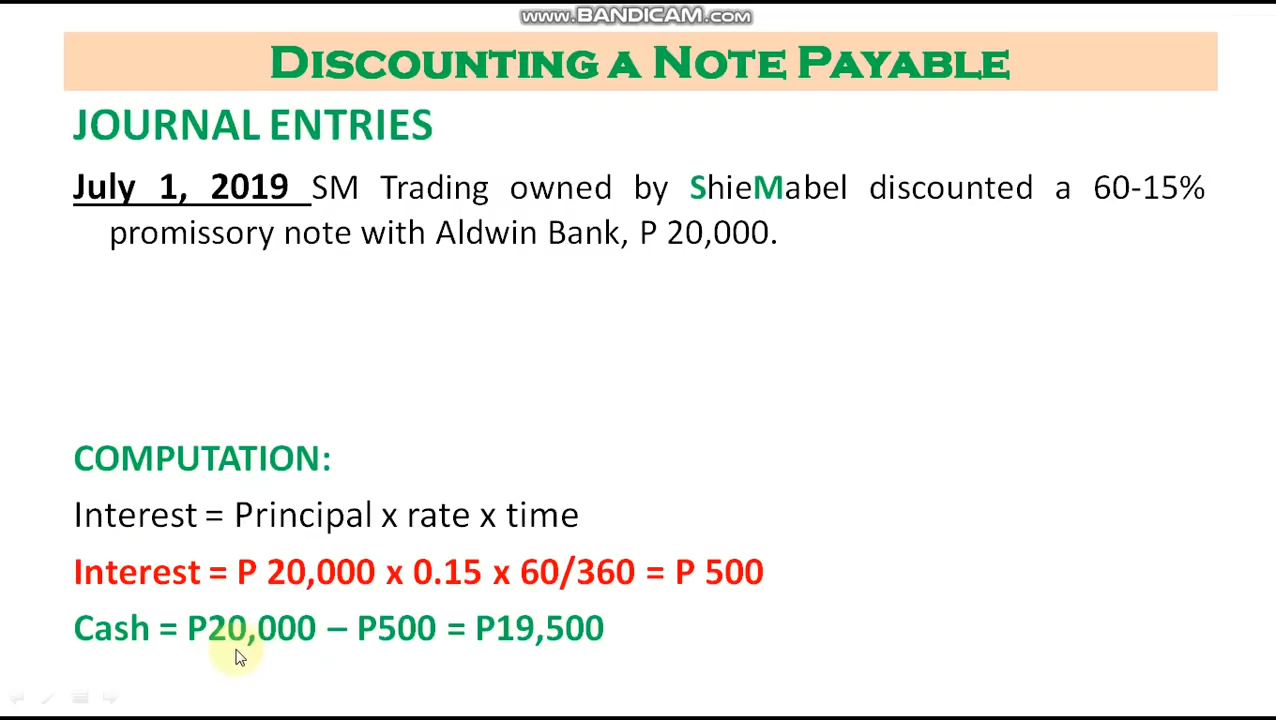 www.BANDICAM.com
DISCOUNTING A NOTE PAYABLE
JOURNAL ENTRIES
July 1, 2019 SM Trading owned by ShieMabel discounted a 60-15%
promissory note with Aldwin Bank, P 20,000.
COMPUTATION:
Interest = Principal x rate x time
Interest = P 20,000 x 0.15 x 60/360 = P 500
Cash = P20,000 – P500 = P19,500